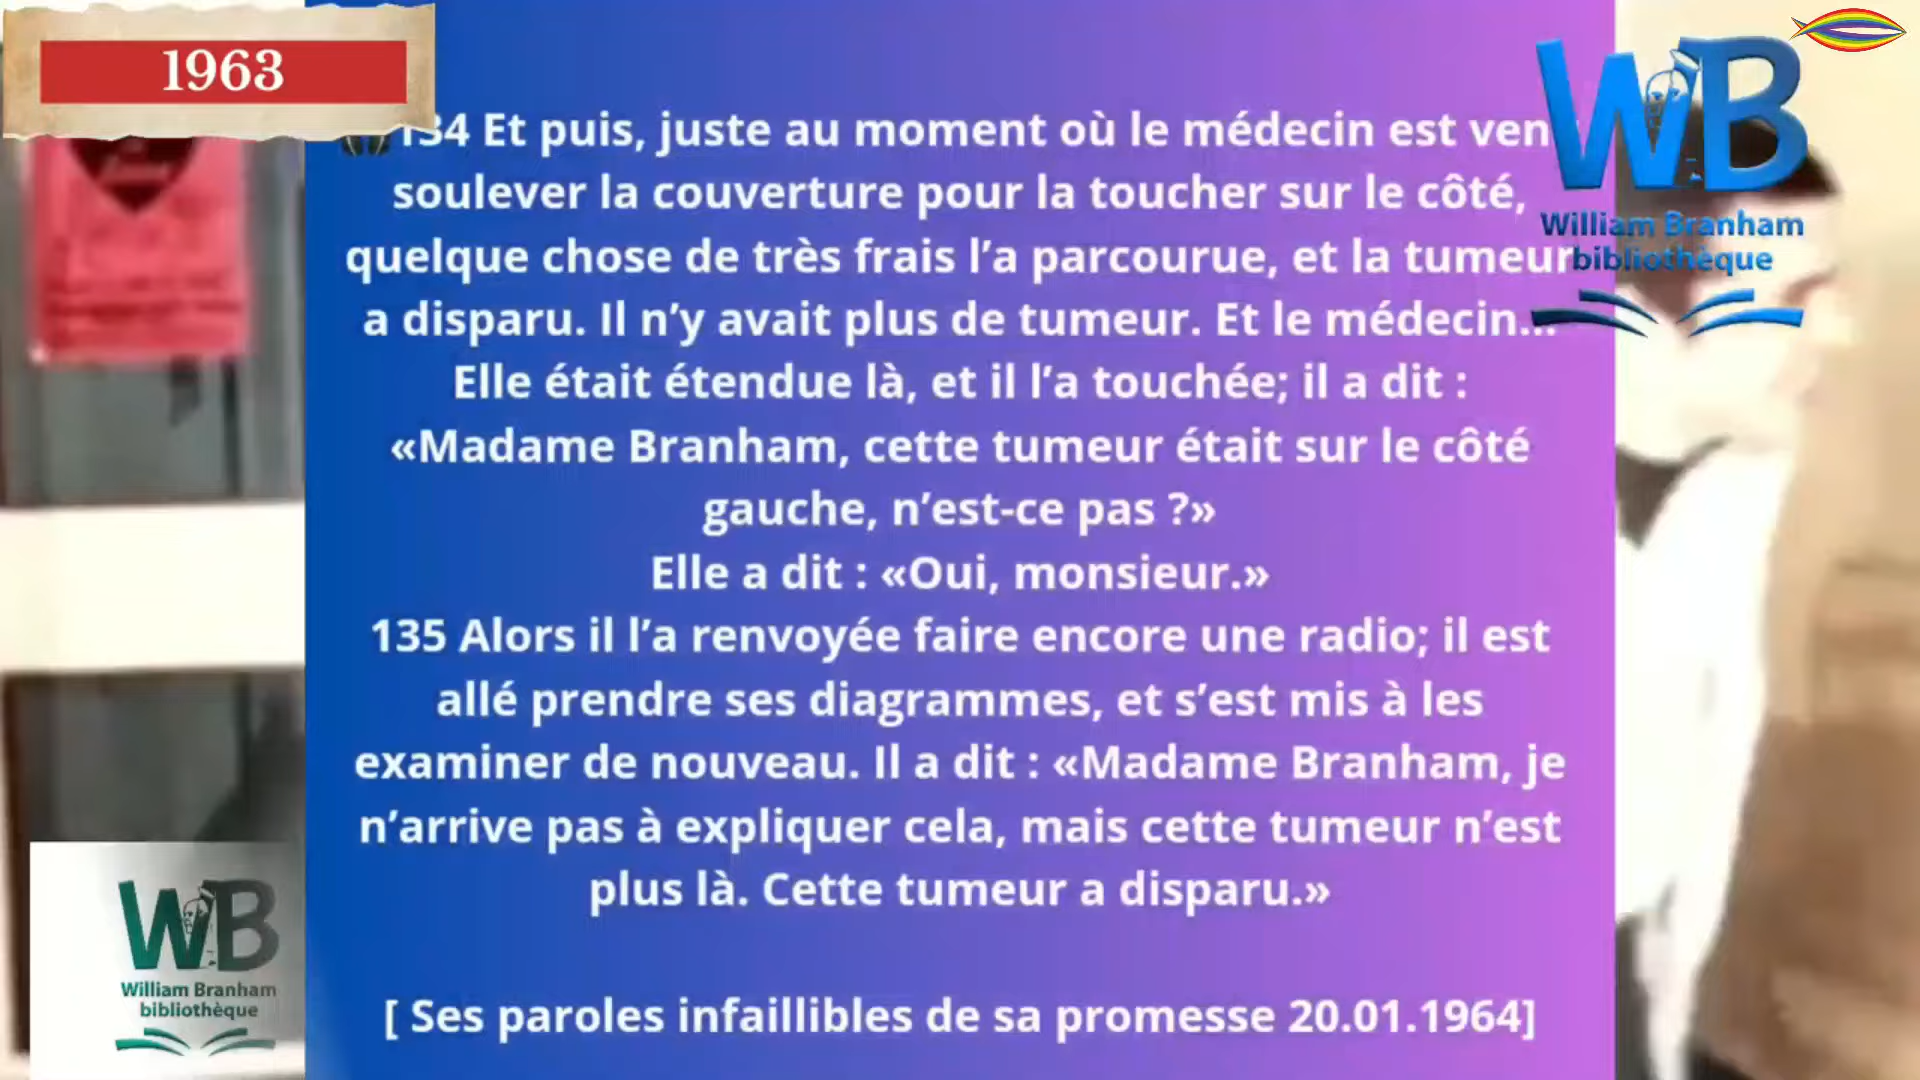 1963
134 Et puis, juste au moment où le médecin est ven
soulever la couverture pour la toucher sur le côté,
quelque chose de très frais l’a parcourue, et la tumeur
a disparu. Il n’y avait plus de tumeur. Et le médecin...
Elle était étendue là, et il l’a touchée; il a dit :
«Madame Branham, cette tumeur était sur le côté
gauche, n’est-ce pas ?»
Elle a dit : «Oui, monsieur.»
135 Alors il l’a renvoyée faire encore une radio; il est
allé prendre ses diagrammes, et s’est mis à les
examiner de nouveau. Il a dit : «Madame Branham, je
n’arrive pas à expliquer cela, mais cette tumeur n’est
plus là. Cette tumeur a disparu.»
[ Ses paroles infaillibles de sa promesse 20.01.1964]
WB
William Branham
bibliothèque
WB
William Branham
bibliothèque